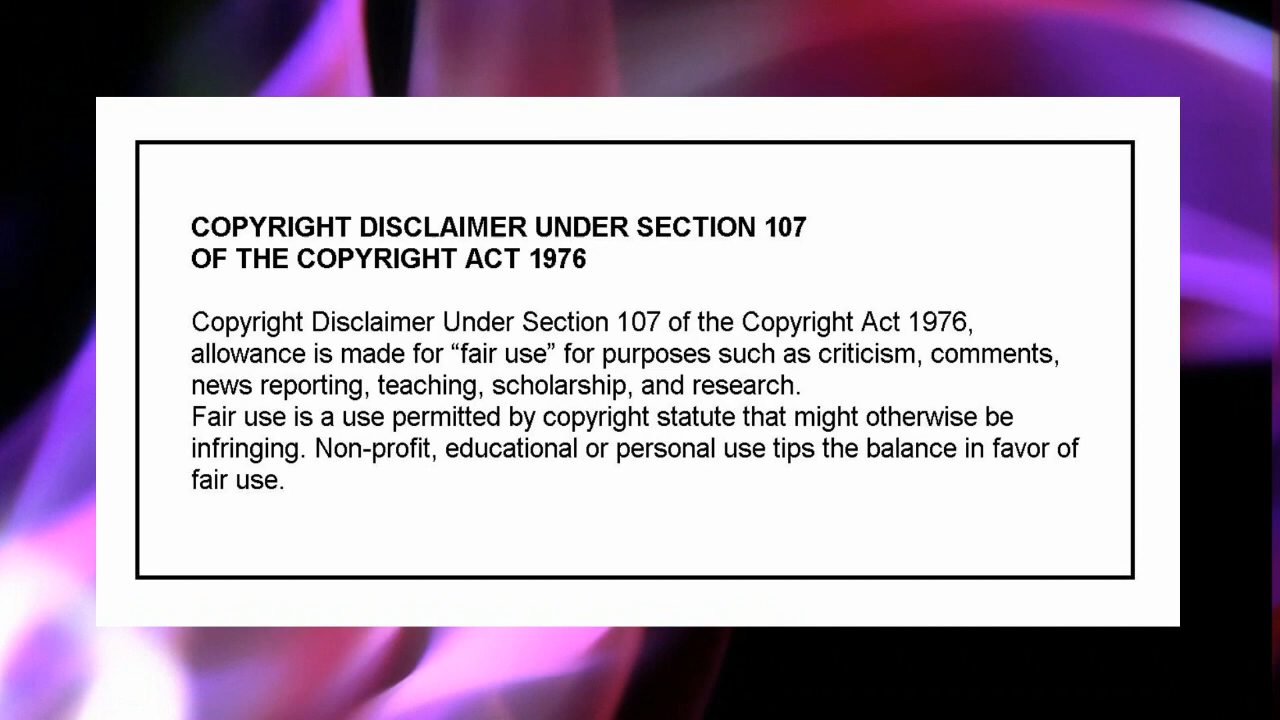 COPYRIGHT DISCLAIMER UNDER SECTION 107
OF THE COPYRIGHT ACT 1976
Copyright Disclaimer Under Section 107 of the Copyright Act 1976,
allowance is made for “fair use” for purposes such as criticism, comments,
news reporting, teaching, scholarship, and research.
Fair use is a use permitted by copyright statute that might otherwise be
infringing. Non-profit, educational or personal use tips the balance in favor of
fair use.